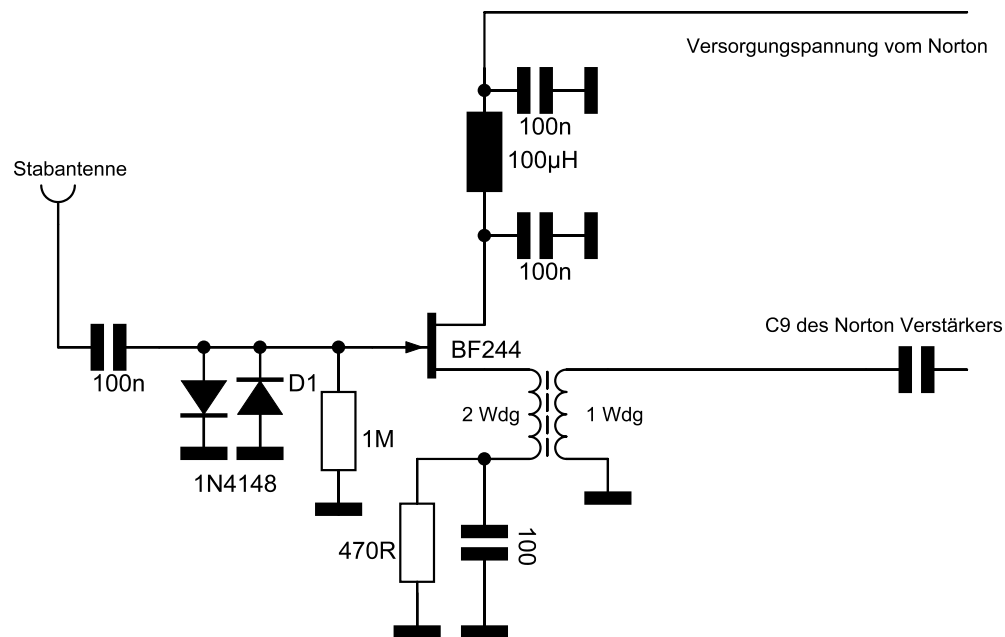 Versorgungspannung vom Norton
100n
100µH
Stabantenne
100n
C9 des Norton Verstärkers
BF244
100n
D1
2 Wdg
1 Wdg
1M
1N4148
470R
100